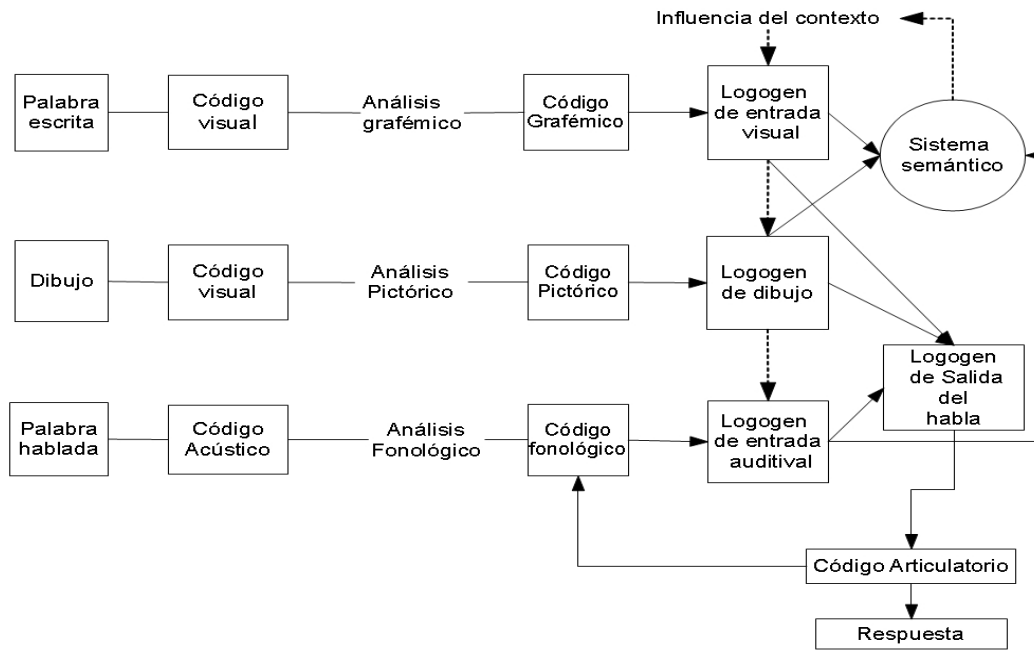 Influencia del contexto
Palabra
escrita
Código
visual
Análisis
grafémico
Código
Grafémico
Logogen
de entrada
visual
Sistema
semántico
Dibujo
Código
visual
Análisis
Pictórico
Código
Pictórico
Logogen
de dibujo
Logogen
de Salida
del
habla
Palabra
hablada
Código
Acústico
Análisis
Fonológico
Código
fonológico
Logogen
de entrada
auditival
Código Articulatorio
Respuesta